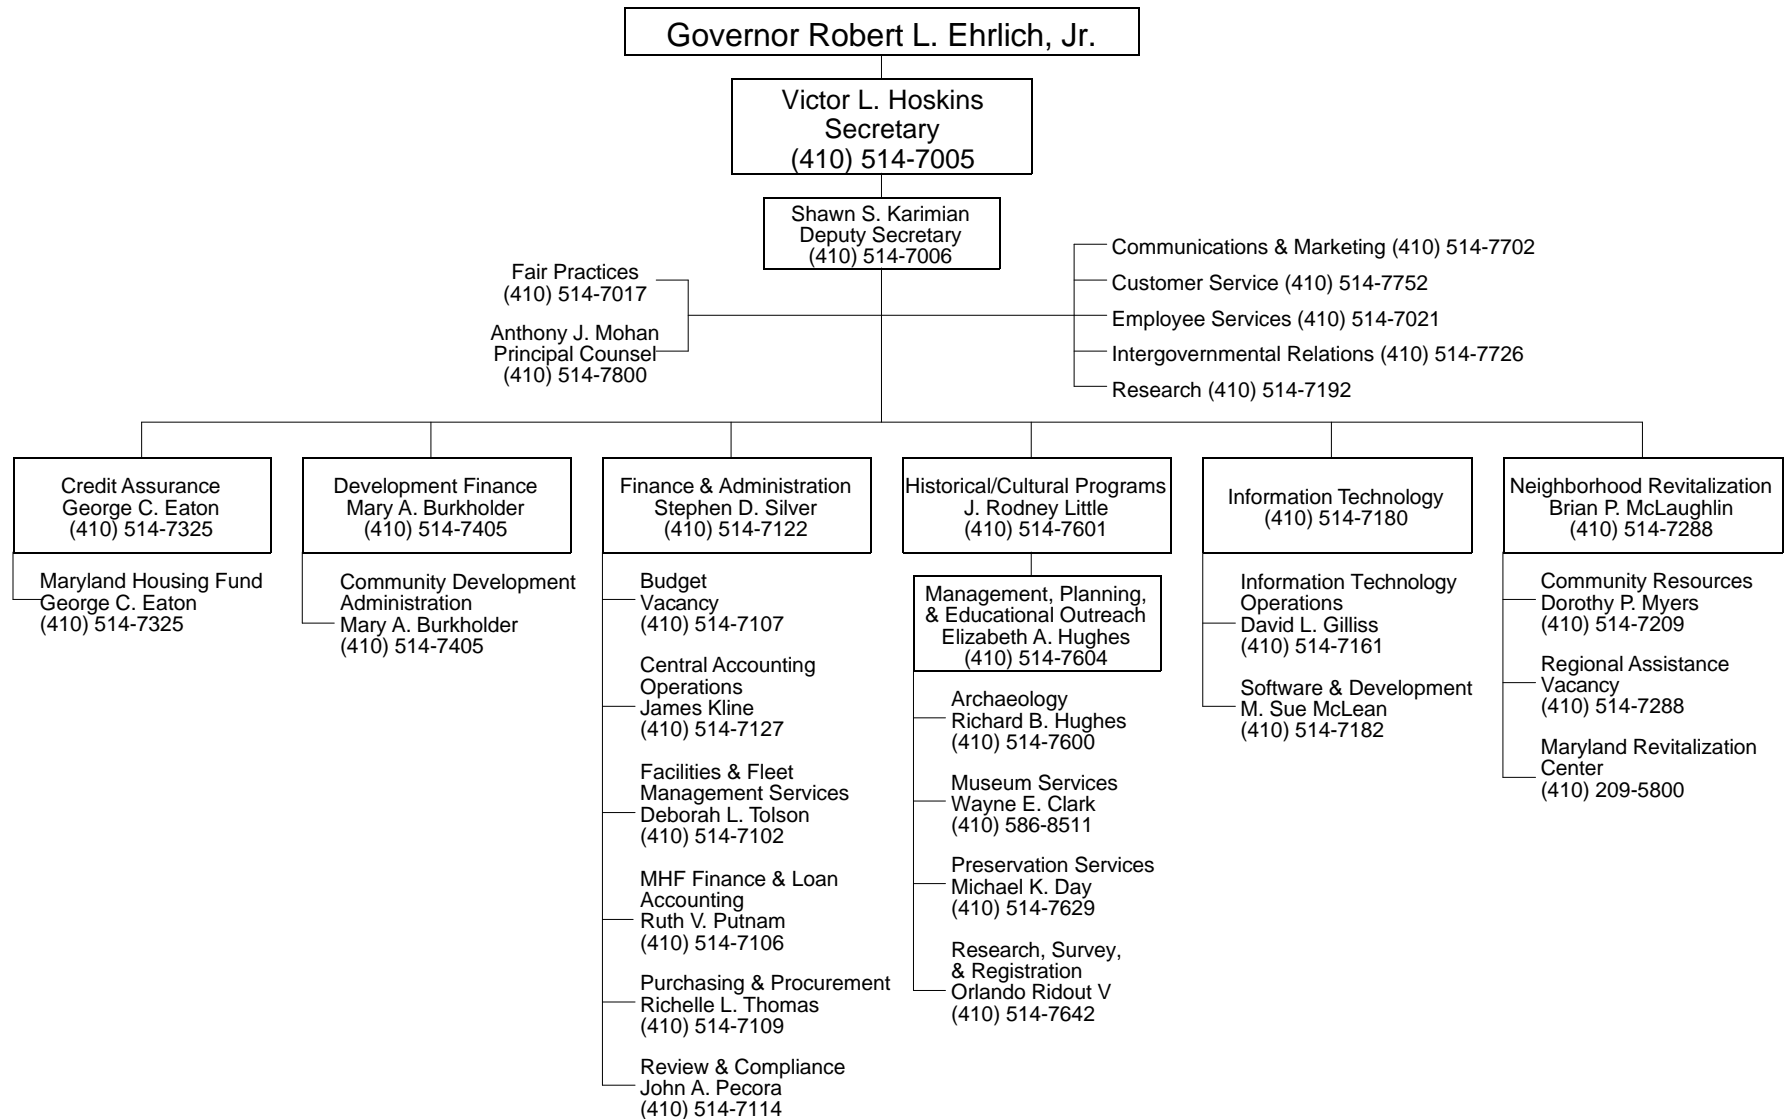 Governor Robert L. Ehrlich, Jr.
Victor L. Hoskins
Secretary
(410) 514-7005
Shawn S. Karimian
Deputy Secretary
(410) 514-7006
Fair Practices
(410) 514-7017
Anthony J. Mohan
Principal Counsel
(410) 514-7800
Communications & Marketing (410) 514-7702
Customer Service (410) 514-7752
Employee Services (410) 514-7021
Intergovernmental Relations (410) 514-7726
Research (410) 514-7192
Credit Assurance
George C. Eaton
(410) 514-7325
Maryland Housing Fund
George C. Eaton
(410) 514-7325
Development Finance
Mary A. Burkholder
(410) 514-7405
Community Development
Administration
Mary A. Burkholder
(410) 514-7405
Finance & Administration
Stephen D. Silver
(410) 514-7122
Budget
Vacancy
(410) 514-7107
Central Accounting
Operations
James Kline
(410) 514-7127
Facilities & Fleet
Management Services
Deborah L. Tolson
(410) 514-7102
MHF Finance & Loan
Accounting
Ruth V. Putnam
(410) 514-7106
Purchasing & Procurement
Richelle L. Thomas
(410) 514-7109
Review & Compliance
John A. Pecora
(410) 514-7114
Historical/Cultural Programs
J. Rodney Little
(410) 514-7601
Management, Planning,
& Educational Outreach
Elizabeth A. Hughes
(410) 514-7604
Archaeology
Richard B. Hughes
(410) 514-7600
Museum Services
Wayne E. Clark
(410) 586-8511
Preservation Services
Michael K. Day
(410) 514-7629
Research, Survey,
& Registration
Orlando Ridout V
(410) 514-7642
Information Technology
(410) 514-7180
Information Technology
Operations
David L. Gilliss
(410) 514-7161
Software & Development
M. Sue McLean
(410) 514-7182
Neighborhood Revitalization
Brian P. McLaughlin
(410) 514-7288
Community Resources
Dorothy P. Myers
(410) 514-7209
Regional Assistance
Vacancy
(410) 514-7288
Maryland Revitalization
Center
(410) 209-5800